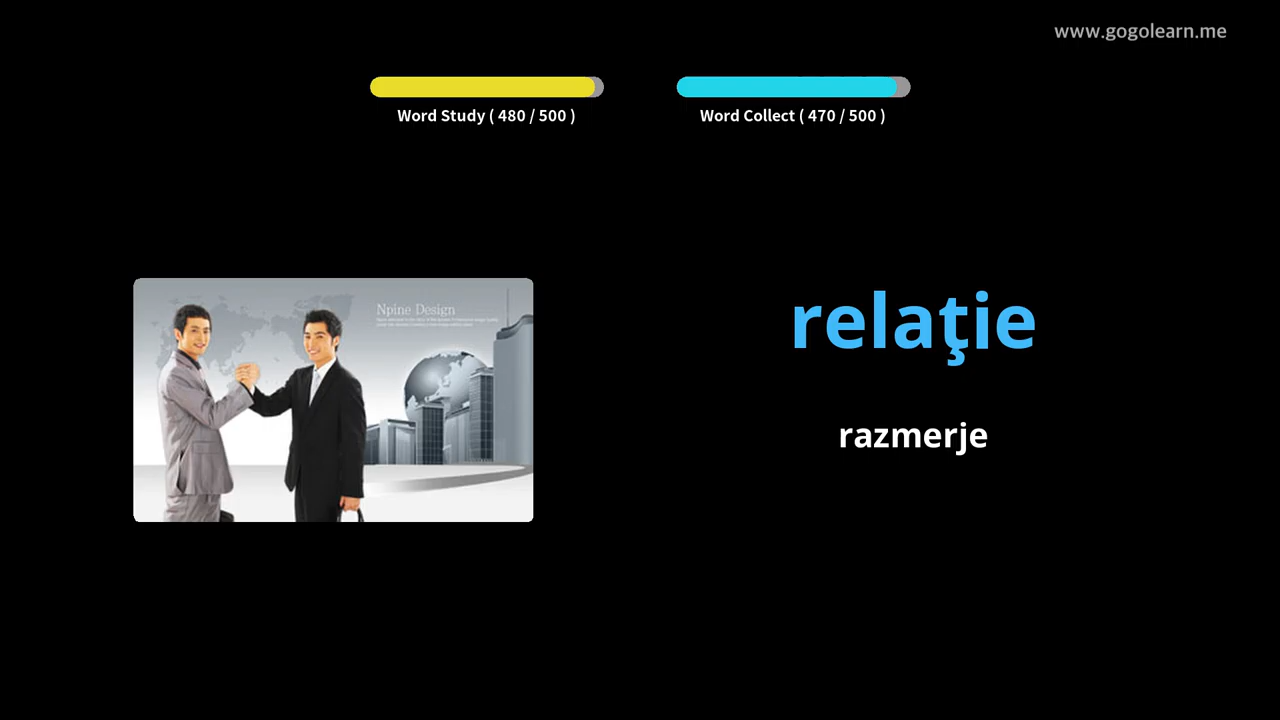 www.gogolearn.me
Word Study ( 480 / 500 )
Word Collect ( 470 / 500 )
Npine Design
relaţie
razmerje